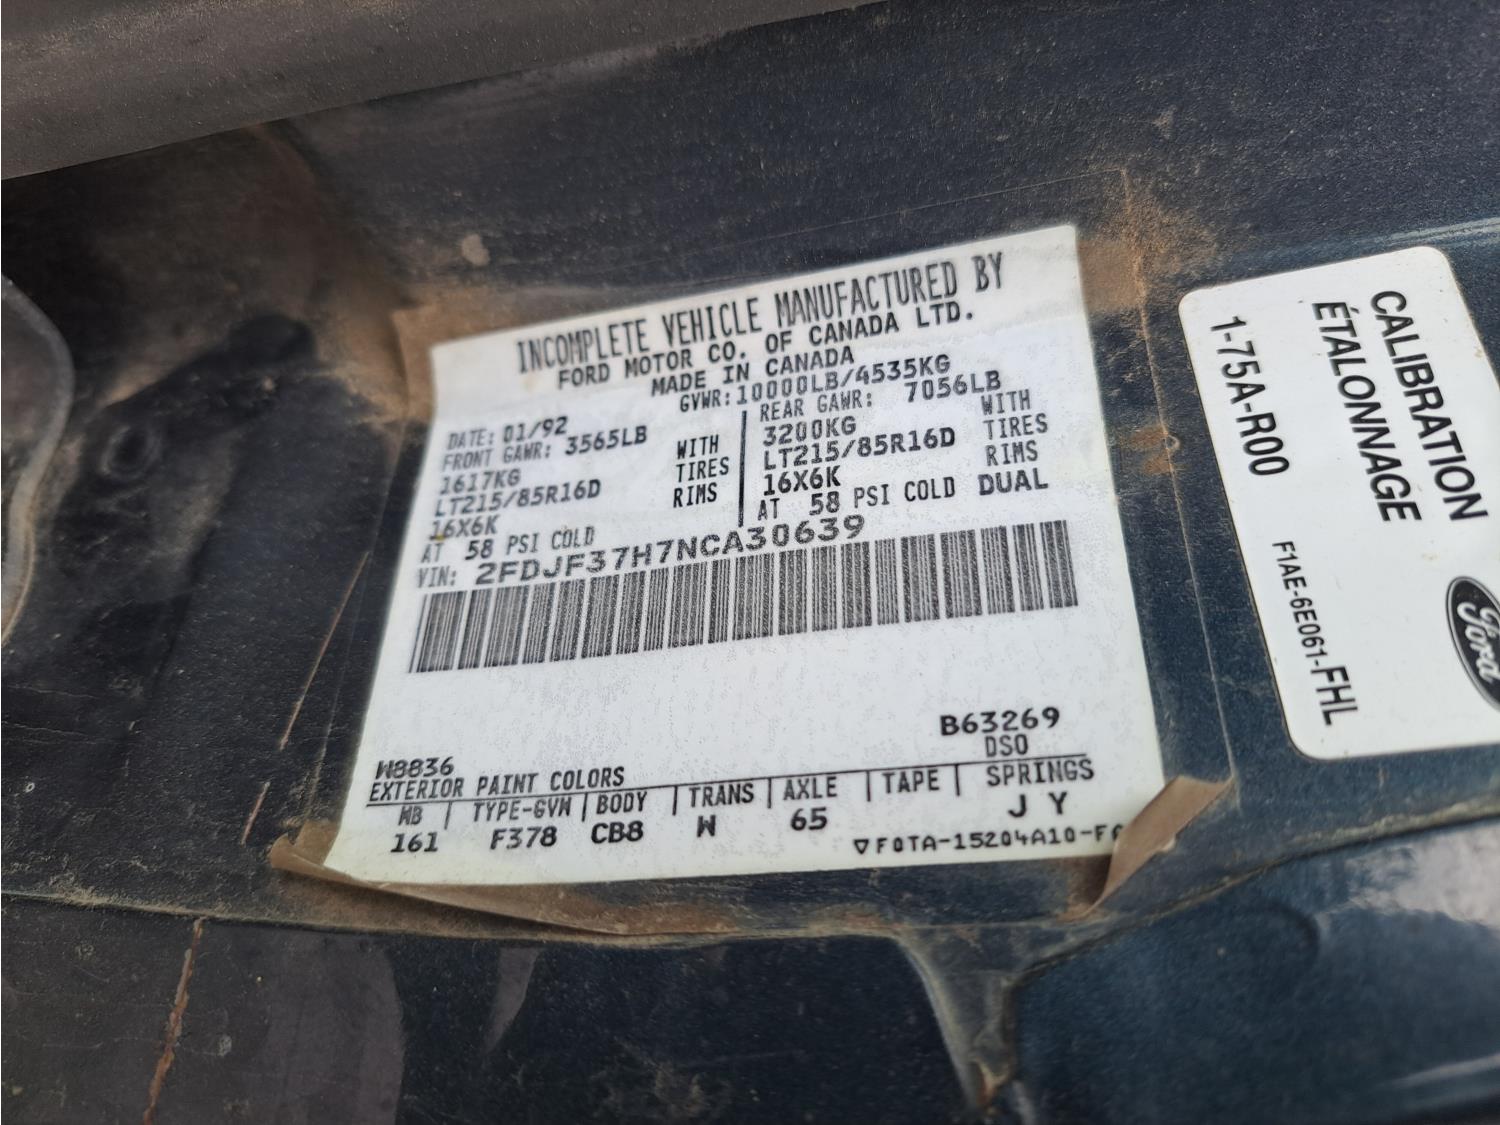 INCOMPLETE VEHICLE MANUFACTURED BY
FORD MOTOR CO. OF CANADA LTD.
MADE IN CANADA
GVWR: 10000LB/4535KG
DATE: 01/92
FRONT GAWR: 3565LB
1617KG WITH
LT215/85R16D TIRES
16X6K RIMS
AT 58 PSI COLD
REAR GAWR: 7056LB
3200KG WITH
LT215/85R16D TIRES
16X6K RIMS
AT 58 PSI COLD DUAL
VIN: 2FDJF37H7NCA30639
B63269
W8836 DSO
EXTERIOR PAINT COLORS
WB TYPE-GVW BODY TRANS AXLE TAPE SPRINGS
161 F378 CB8 W 65 J Y
F0TA-15204A10-F
CALIBRATION
ÉTALONNAGE
1-75A-R00
F1AE-6E061-FHL
Ford